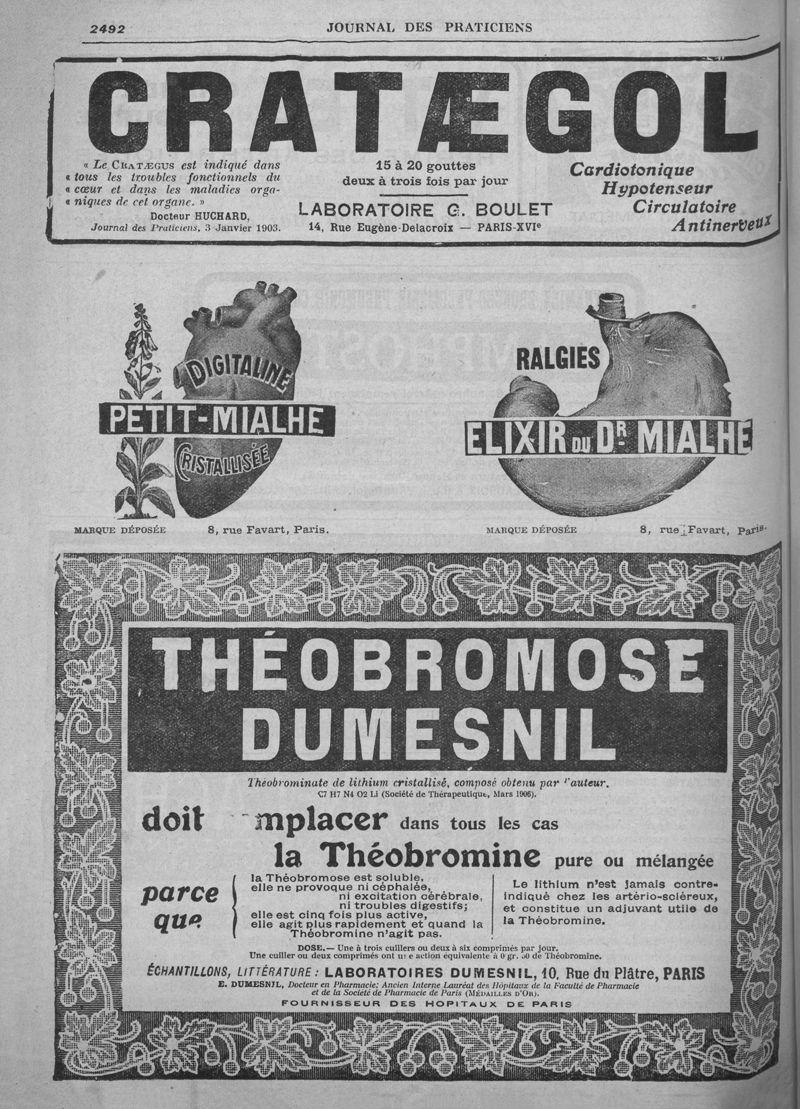 2492
JOURNAL DES PRATICIENS
CRATÆGOL
« Le CRATÆGUS est indiqué dans
« tous les troubles fonctionnels du
« cœur et dans les maladies orga-
« niques de cet organe. »
Docteur HUCHARD,
Journal des Praticiens, 3 Janvier 1903.
15 à 20 gouttes
deux à trois fois par jour
LABORATOIRE G. BOULET
14, Rue Eugène-Delacroix — PARIS-XVIe
Cardiotonique
Hypotenseur
Circulatoire
Antinerveux
DIGITALINE
PETIT-MIALHE
CRISTALLISÉE
MARQUE DÉPOSÉE 8, rue Favart, Paris.
RALGIES
ELIXIR DU DR MIALHE
MARQUE DÉPOSÉE 8, rue Favart, Paris.
THÉOBROMOSE
DUMESNIL
Théobrominate de lithium cristallisé, composé obtenu par l'auteur.
C7 H7 N4 O2 Li (Société de Thérapeutique, Mars 1906).
doit mplacer dans tous les cas
la Théobromine pure ou mélangée
parce
que
la Théobromose est soluble,
elle ne provoque ni céphalée,
ni excitation cérébrale,
ni troubles digestifs;
elle est cinq fois plus active,
elle agit plus rapidement et quand la
Théobromine n'agit pas.
Le lithium n'est jamais contre-
indiqué chez les artério-scléreux,
et constitue un adjuvant utile de
la Théobromine.
DOSE.— Une à trois cuillers ou deux à six comprimés par jour.
Une cuiller ou deux comprimés ont une action équivalente à 0 gr. 50 de Théobromine.
ÉCHANTILLONS, LITTÉRATURE : LABORATOIRES DUMESNIL, 10, Rue du Plâtre, PARIS
E. DUMESNIL, Docteur en Pharmacie; Ancien Interne Lauréat des Hôpitaux de la Faculté de Pharmacie
et de la Société de Pharmacie de Paris (MÉDAILLES D'OR).
FOURNISSEUR DES HOPITAUX DE PARIS